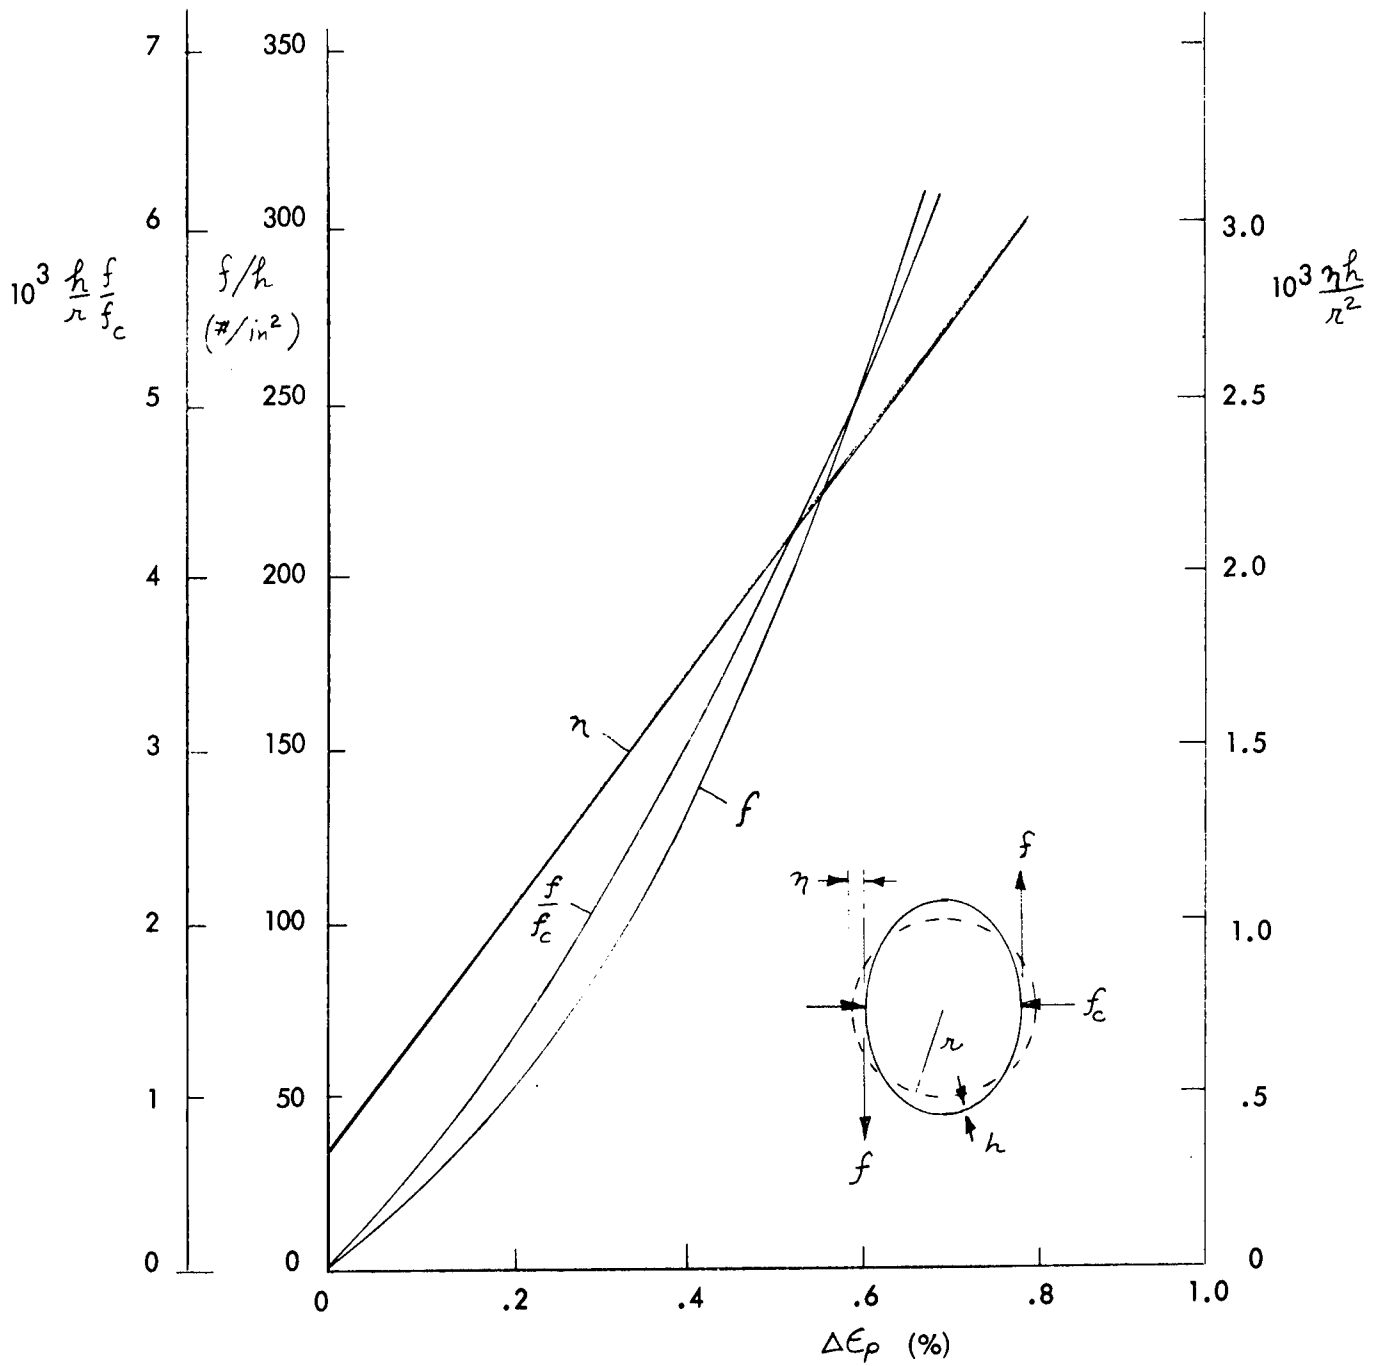 7 350
6 300 3.0
10³ h/r f/f_c f/h (#/in²) 10³ ηh/r²
5 250 2.5
4 200 2.0
η
3 150 1.5
f
f/f_c
2 100 1.0
η f
f_c
r
1 50 .5
h
f
0 0 0
0 .2 .4 .6 .8 1.0
Δϵ_p (%)